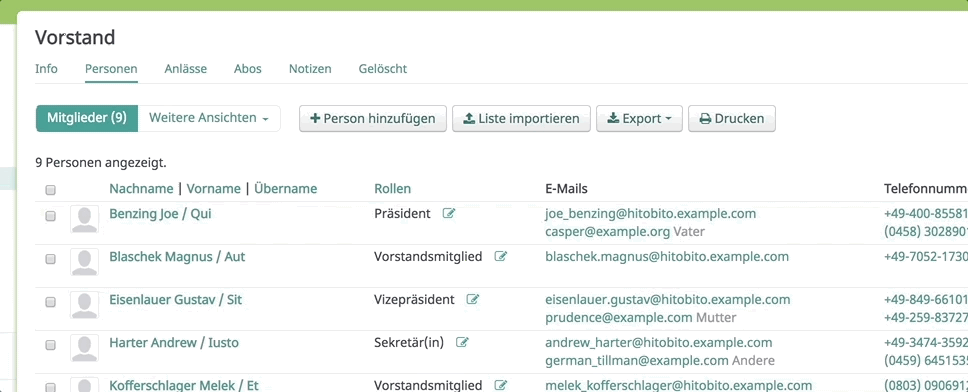 Vorstand
Info Personen Anlässe Abos Notizen Gelöscht
Mitglieder (9) Weitere Ansichten Person hinzufügen Liste importieren Export Drucken
9 Personen angezeigt.
Nachname | Vorname | Übername Rollen E-Mails Telefonnumm
Benzing Joe / Qui Präsident joe_benzing@hitobito.example.com +49-400-85581
casper@example.org Vater (0458) 3028901
Blaschek Magnus / Aut Vorstandsmitglied blaschek.magnus@hitobito.example.com +49-7052-1730
Eisenlauer Gustav / Sit Vizepräsident eisenlauer.gustav@hitobito.example.com +49-849-66101
prudence@example.com Mutter +49-259-83727
Harter Andrew / Iusto Sekretär(in) andrew_harter@hitobito.example.com +49-3474-3592
german_tillman@example.com Andere (0459) 645153
Kofferschlager Melek / Et Vorstandsmitglied melek_kofferschlager@hitobito.example.com (0803) 090691